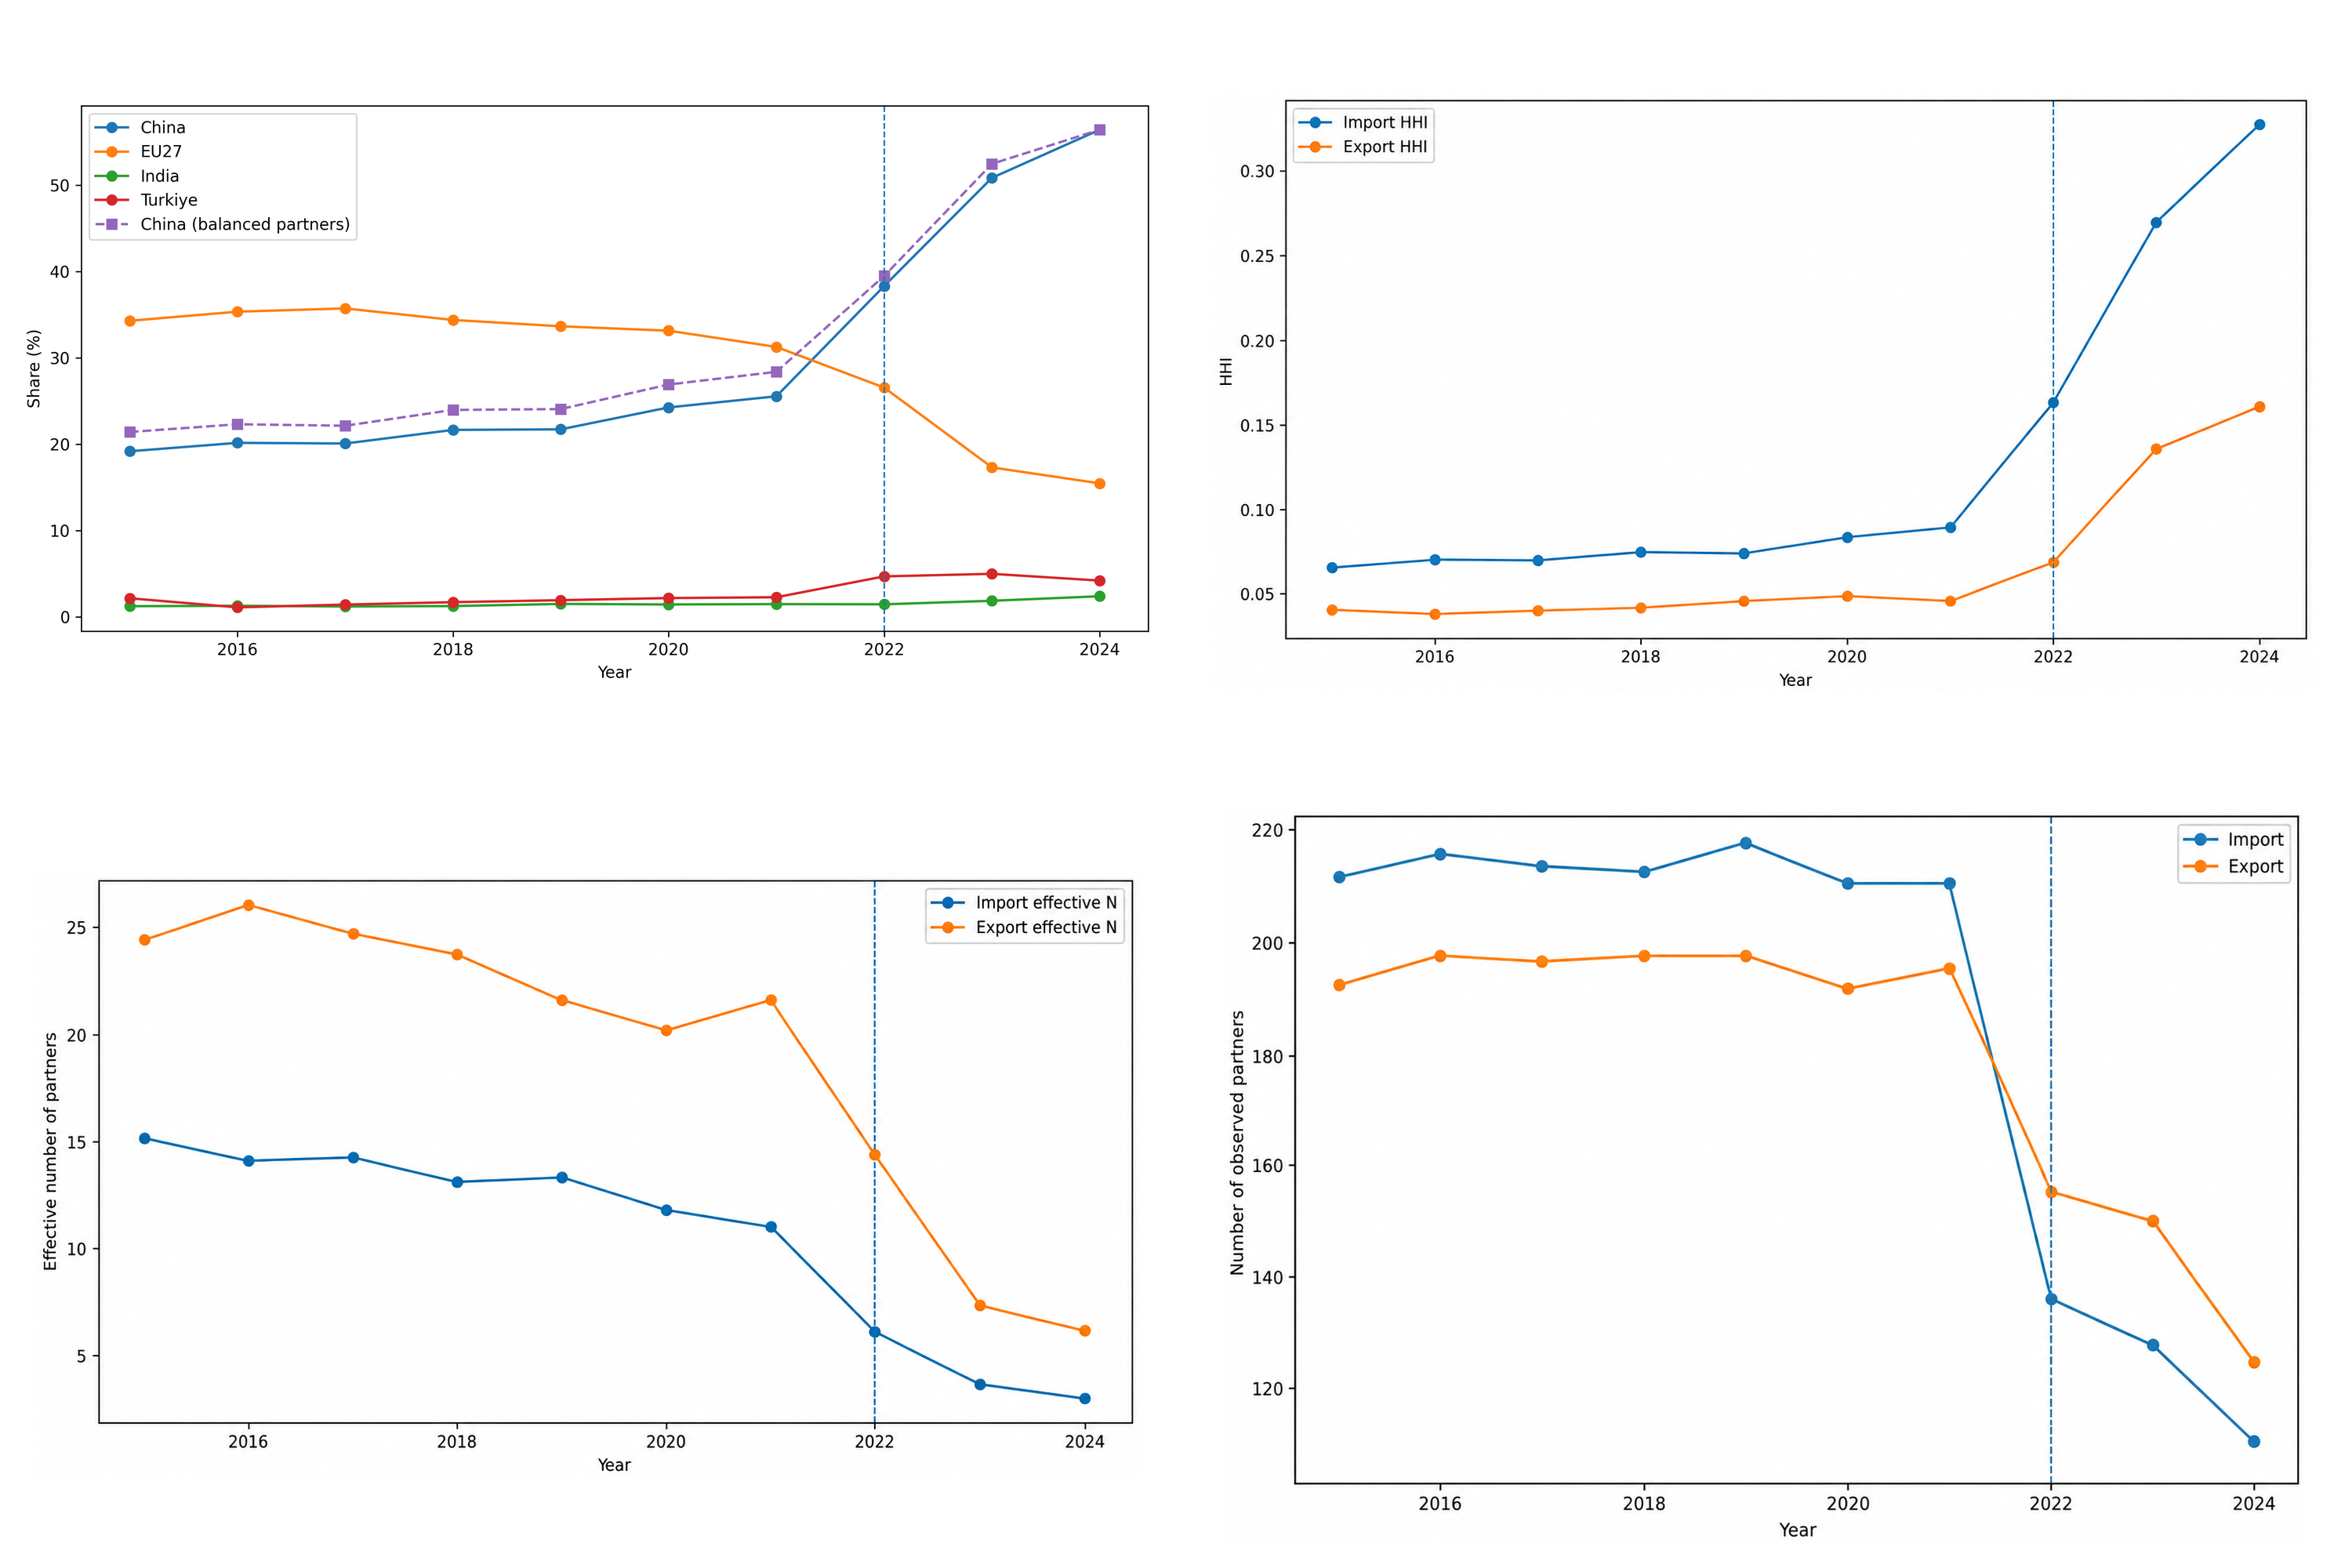 China
EU27
India
Turkiye
China (balanced partners)
50
40
30
20
10
0
Share (%)
2016 2018 2020 2022 2024
Year
Import HHI
Export HHI
0.30
0.25
0.20
0.15
0.10
0.05
HHI
2016 2018 2020 2022 2024
Year
Import effective N
Export effective N
25
20
15
10
5
Effective number of partners
2016 2018 2020 2022 2024
Year
Import
Export
220
200
180
160
140
120
Number of observed partners
2016 2018 2020 2022 2024
Year